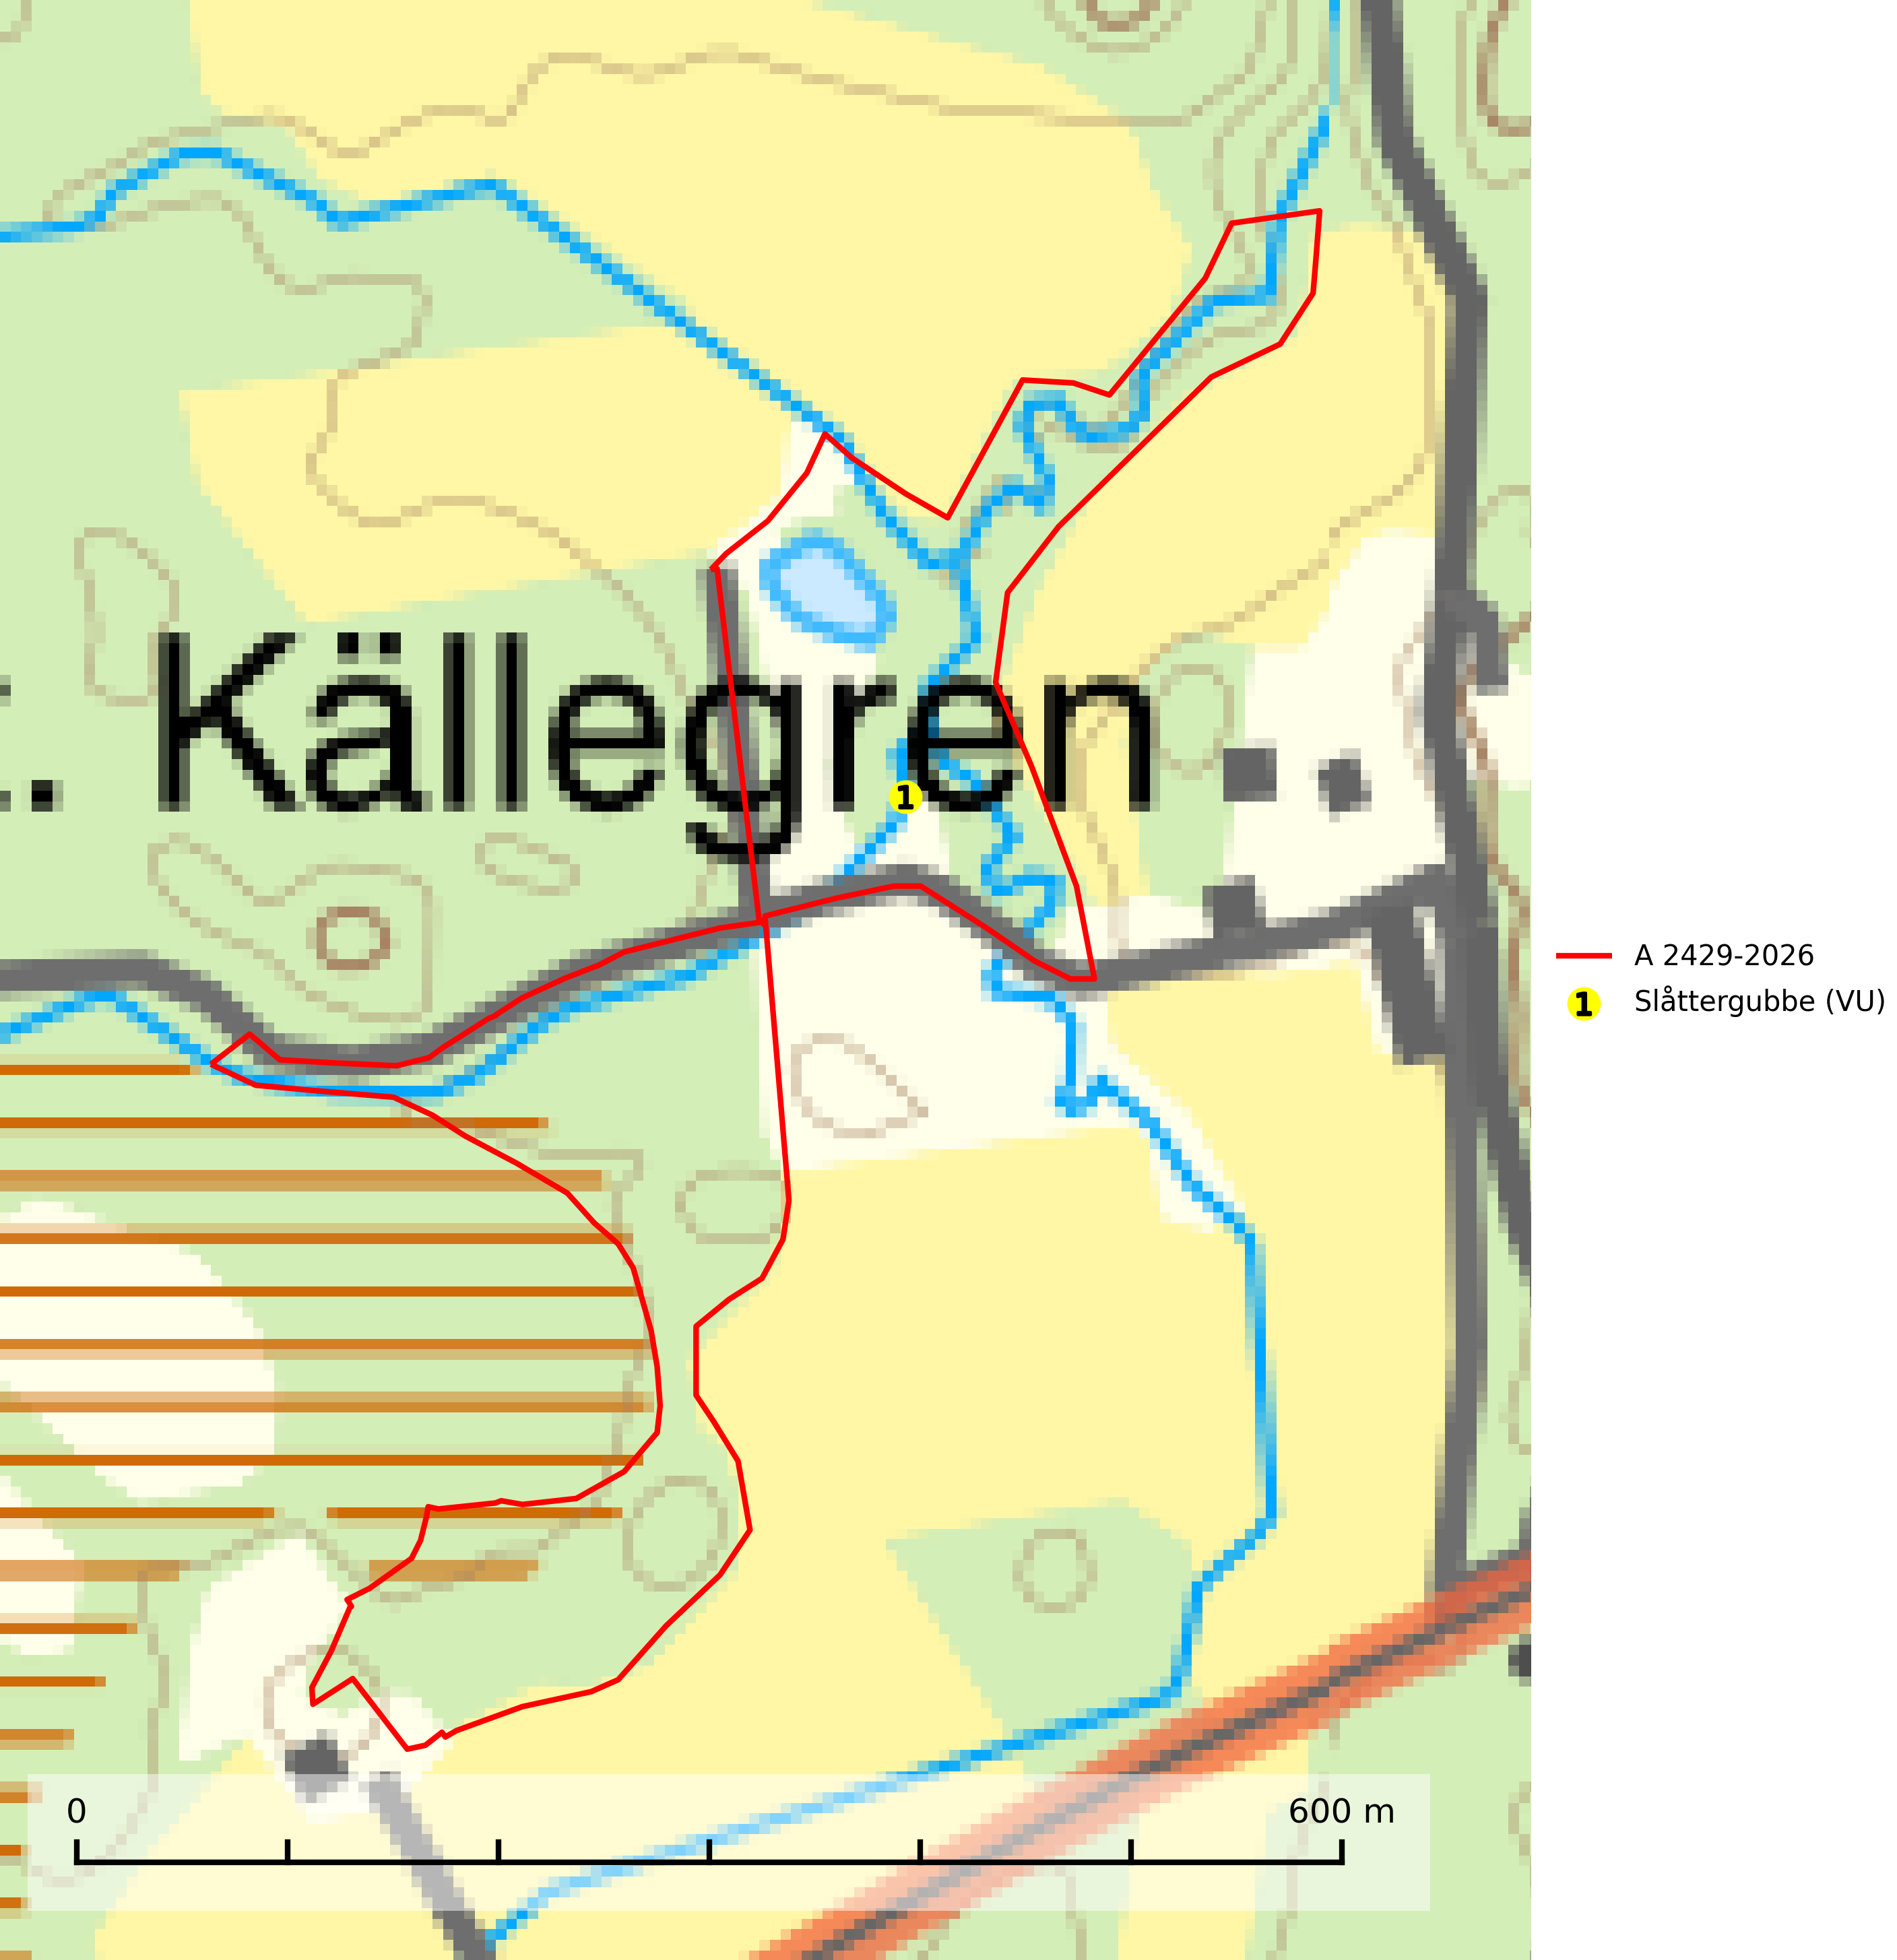 . Källegren
1
A 2429-2026
1 Slåttergubbe (VU)
0 600 m